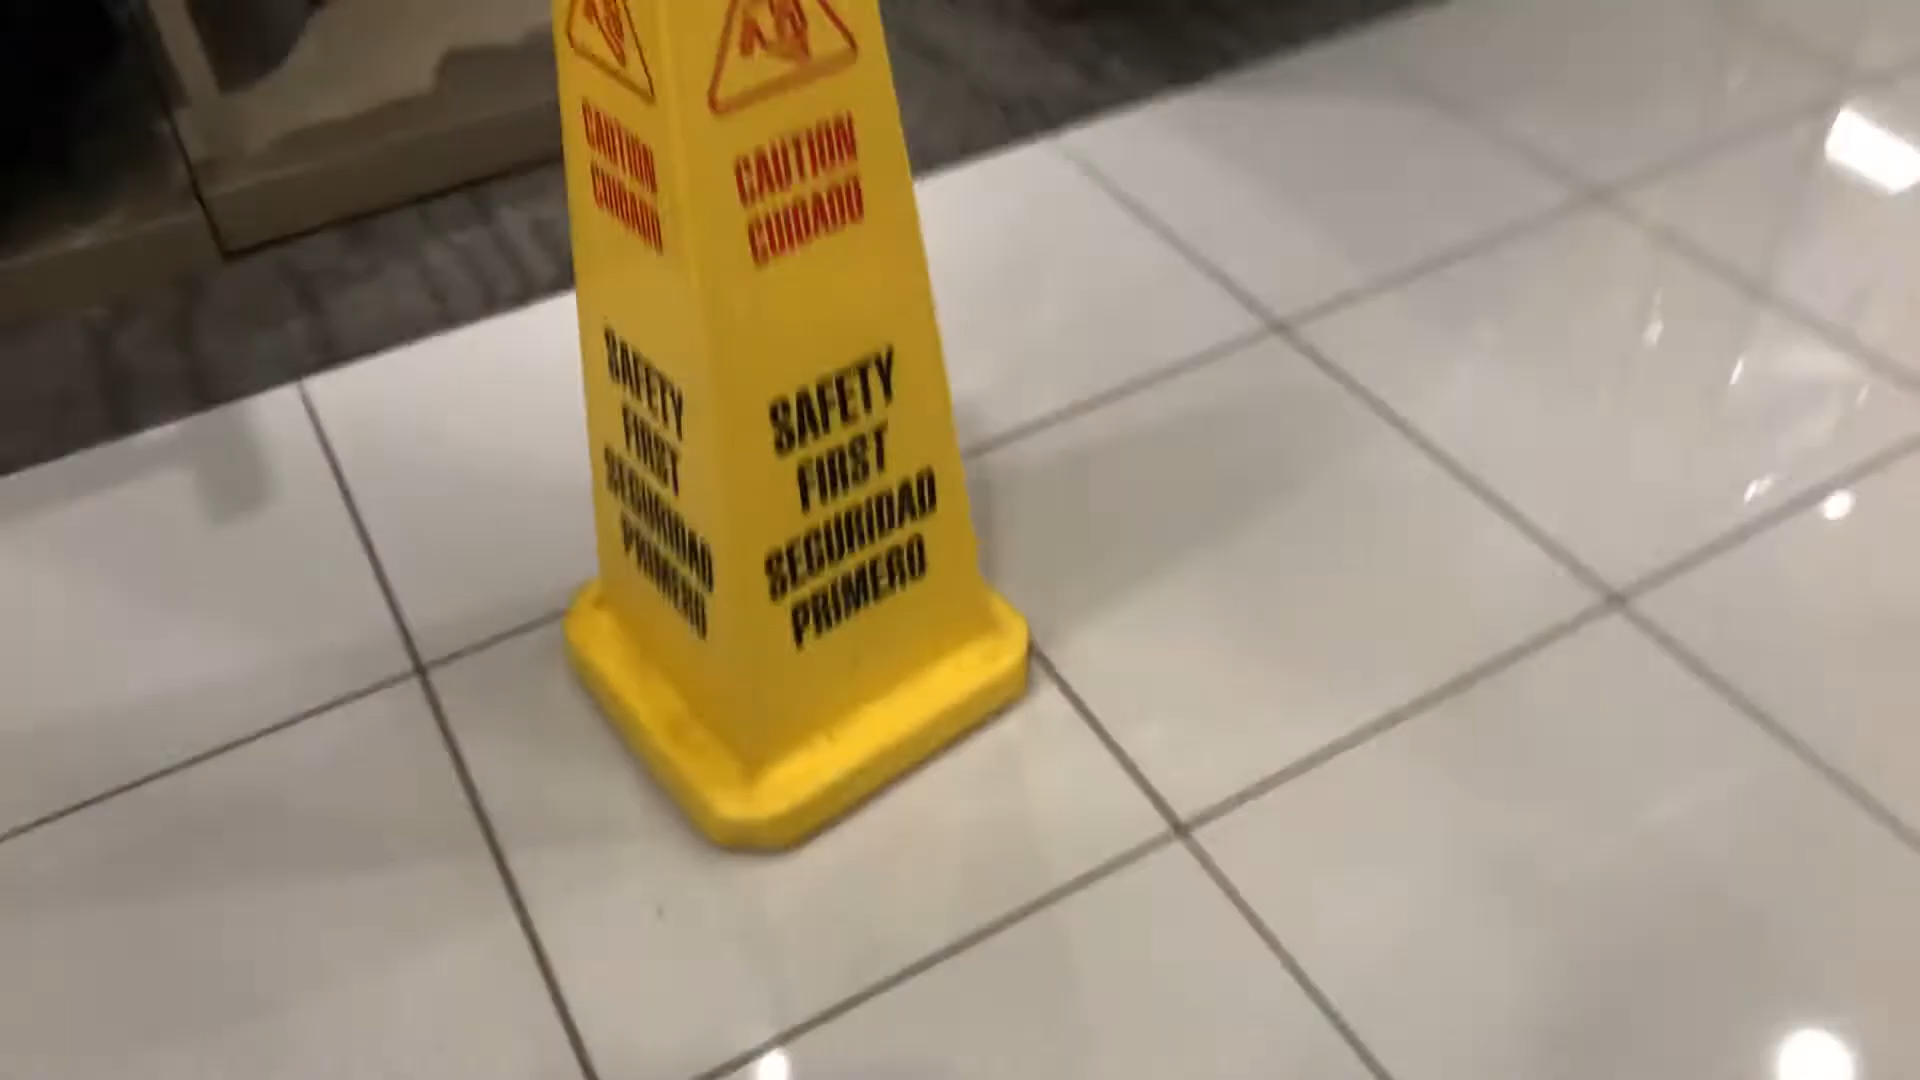 CAUTION
CUIDADO
SAFETY
FIRST
SEGURIDAD
PRIMERO
CAUTION
CUIDADO
SAFETY
FIRST
SEGURIDAD
PRIMERO